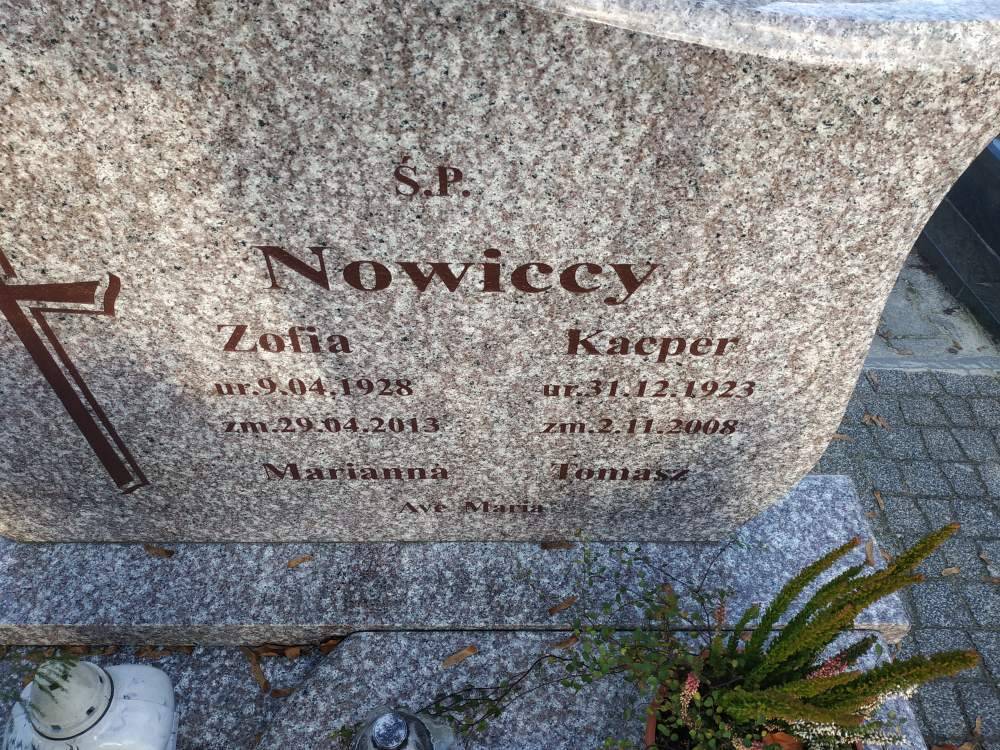 Ś.P.
Nowiccy
Zofia Kacper
ur.9.04.1928 ur.31.12.1923
zm.29.04.2013 zm.2.11.2008
Marianna Tomasz
Ave Maria